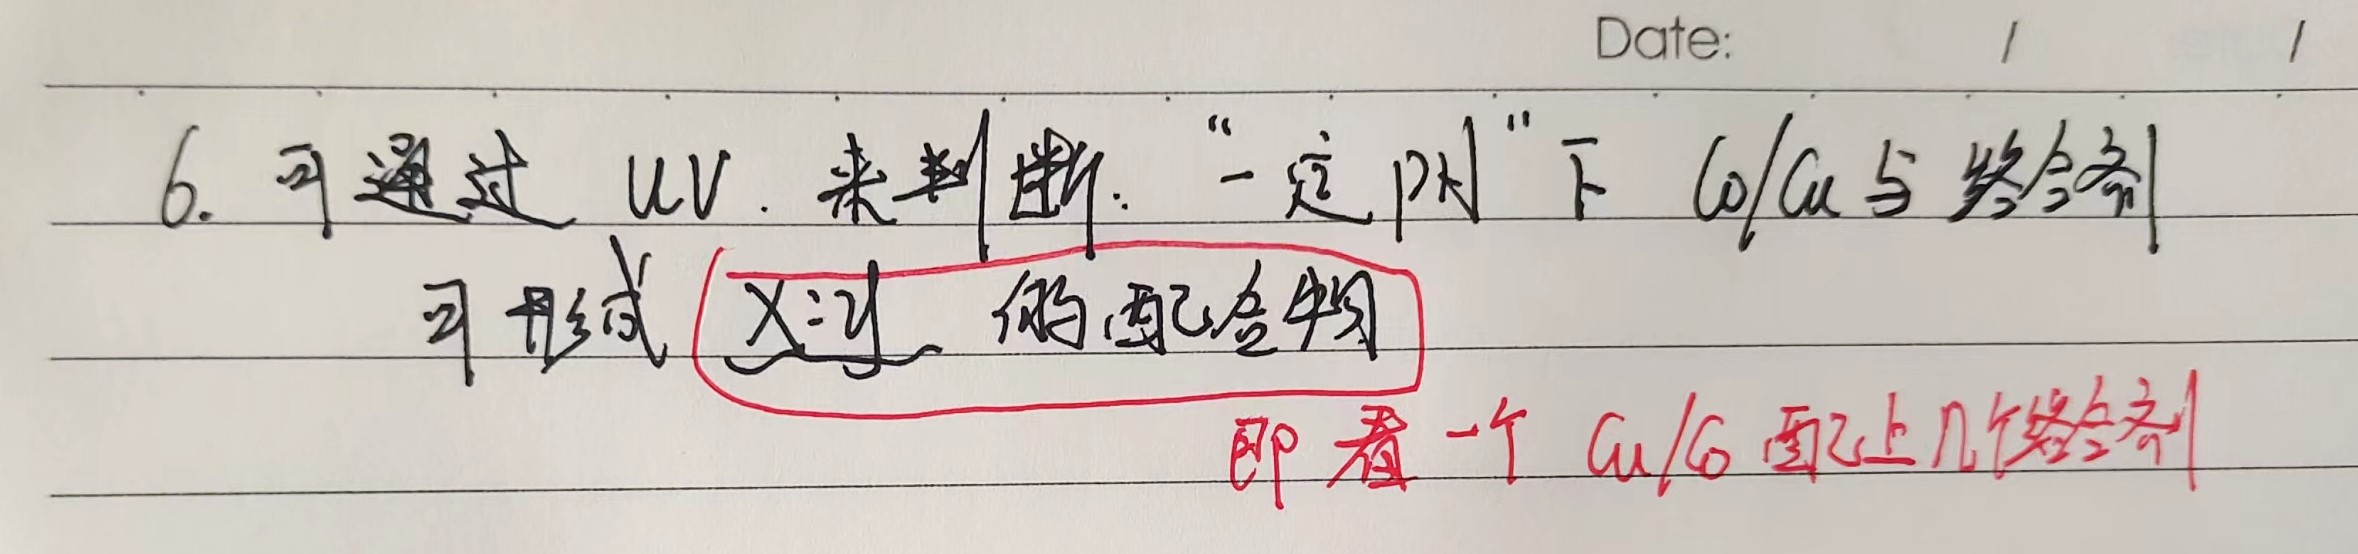 Date: / /
6. 可通过 UV. 来判断. “一定PH”下 Co/Cu 与络合剂
可形成 X:y 的配合物
即看一个 Cu/Co 配上几个络合剂